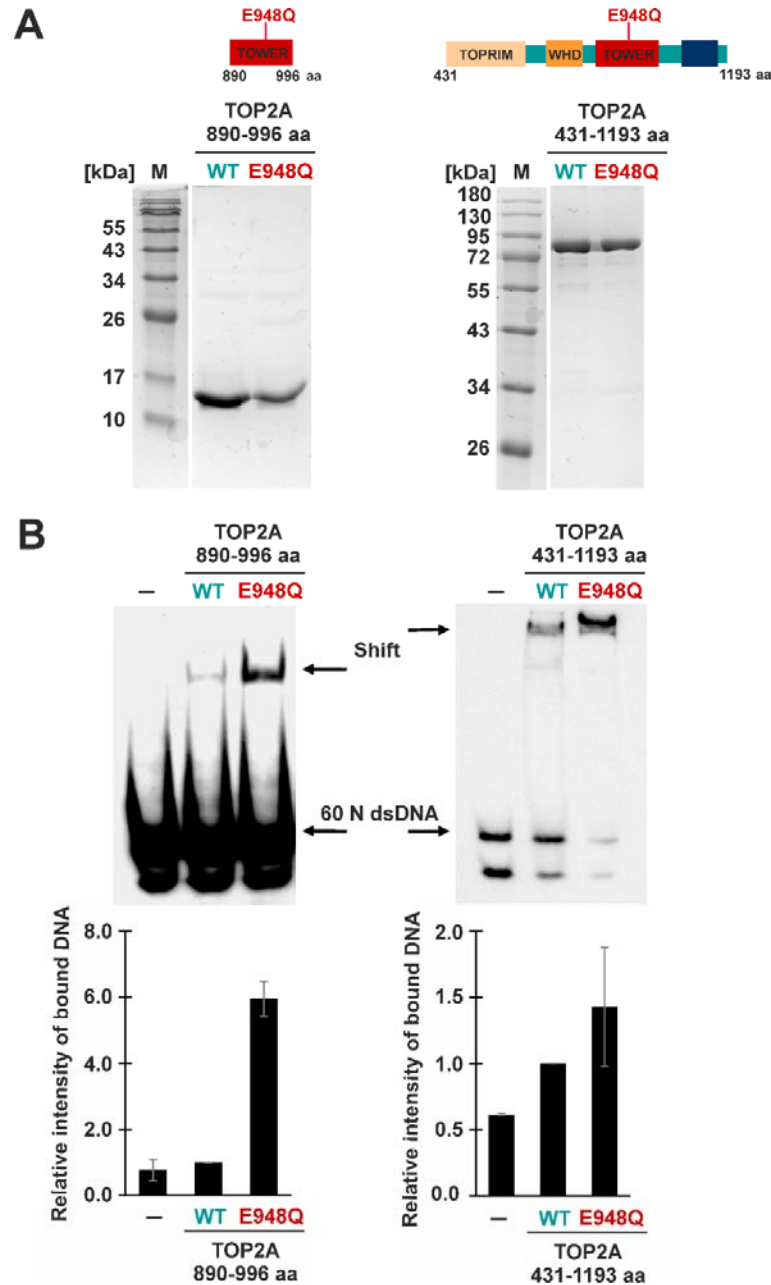 A
E948Q
TOWER
890 996 aa
E948Q
TOPRIM WHD TOWER
431 1193 aa
TOP2A
890-996 aa
[kDa] M WT E948Q
55
43
34
26
17
10
TOP2A
431-1193 aa
[kDa] M WT E948Q
180
130
95
72
55
43
34
26
B
TOP2A
890-996 aa
– WT E948Q
TOP2A
431-1193 aa
– WT E948Q
Shift
60 N dsDNA
Relative intensity of bound DNA
8.0
6.0
4.0
2.0
0.0
– WT E948Q
TOP2A
890-996 aa
Relative intensity of bound DNA
2.0
1.5
1.0
0.5
0.0
– WT E948Q
TOP2A
431-1193 aa